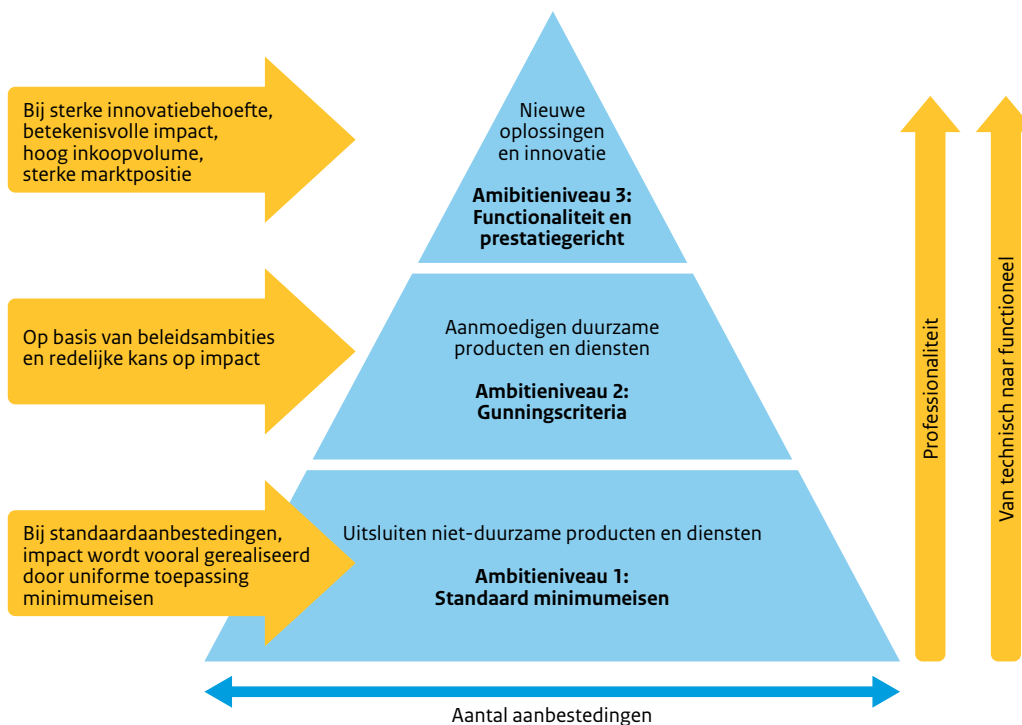 Bij sterke innovatiebehoefte,
betekenisvolle impact,
hoog inkoopvolume,
sterke marktpositie
Nieuwe
oplossingen
en innovatie
Amibitieniveau 3:
Functionaliteit en
prestatiegericht
Op basis van beleidsambities
en redelijke kans op impact
Aanmoedigen duurzame
producten en diensten
Ambitieniveau 2:
Gunningscriteria
Bij standaardaanbestedingen,
impact wordt vooral gerealiseerd
door uniforme toepassing
minimumeisen
Uitsluiten niet-duurzame producten en diensten
Ambitieniveau 1:
Standaard minimumeisen
Professionaliteit
Van technisch naar functioneel
Aantal aanbestedingen